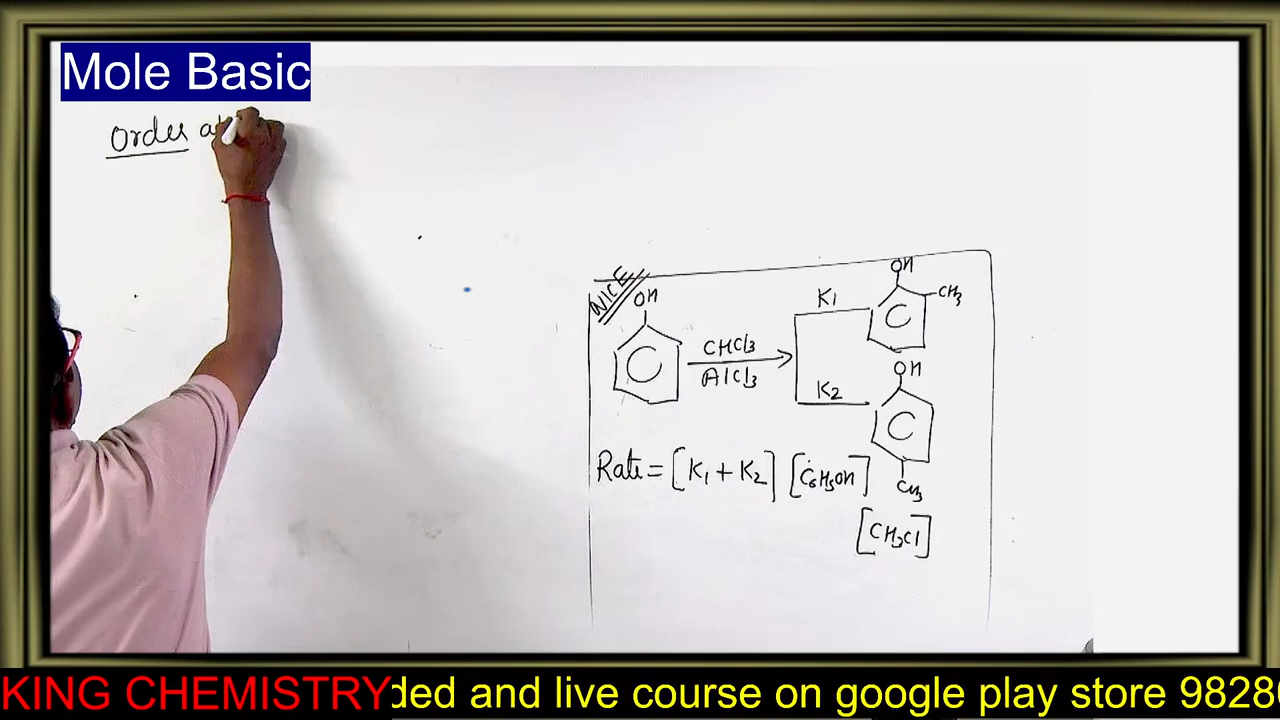 Mole Basic
Order
NICE
OH
CHCl3
AlCl3
K1
OH
CH3
K2
OH
CH3
Rate = [K1 + K2] [C6H5OH]
[CH3Cl]
KING CHEMISTRY
ded and live course on google play store 9828